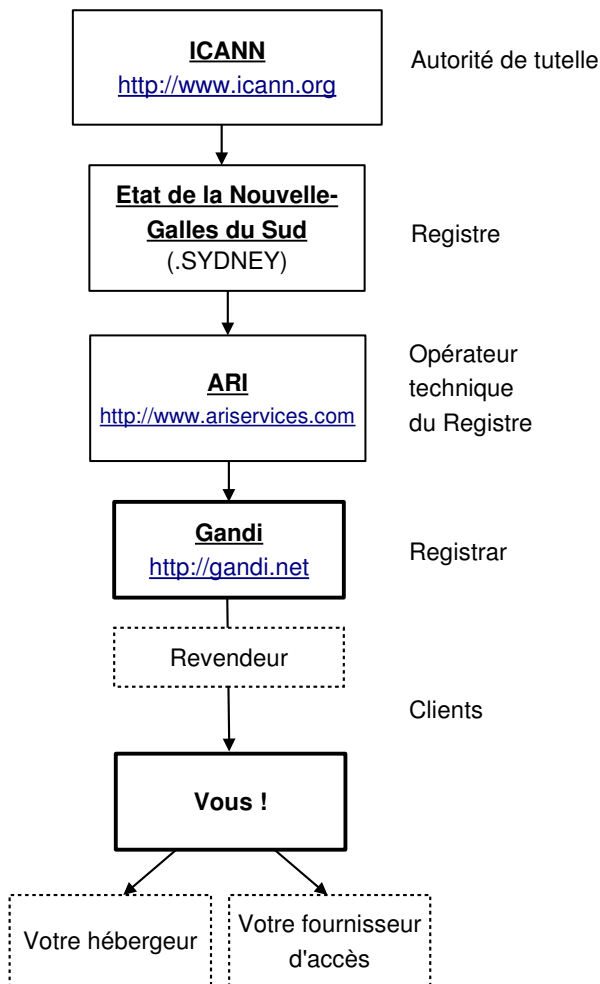 ICANN
http://www.icann.org
Autorité de tutelle
Etat de la Nouvelle-
Galles du Sud
(.SYDNEY)
Registre
ARI
http://www.ariservices.com
Opérateur
technique
du Registre
Gandi
http://gandi.net
Registrar
Revendeur
Clients
Vous !
Votre hébergeur
Votre fournisseur
d'accès